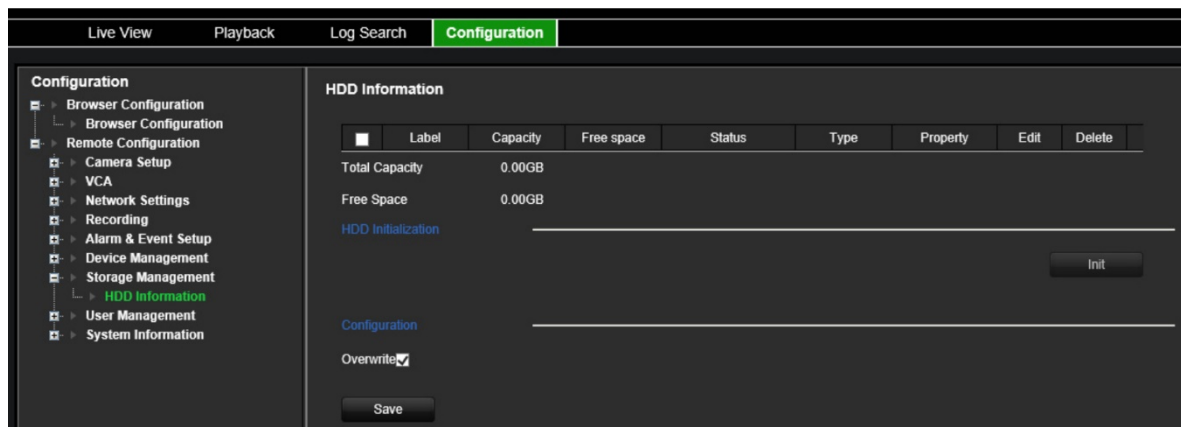 Live View Playback Log Search Configuration
Configuration
Browser Configuration
Browser Configuration
Remote Configuration
Camera Setup
VCA
Network Settings
Recording
Alarm & Event Setup
Device Management
Storage Management
HDD Information
User Management
System Information
HDD Information
Label Capacity Free space Status Type Property Edit Delete
Total Capacity 0.00GB
Free Space 0.00GB
HDD Initialization
Init
Configuration
Overwrite
Save